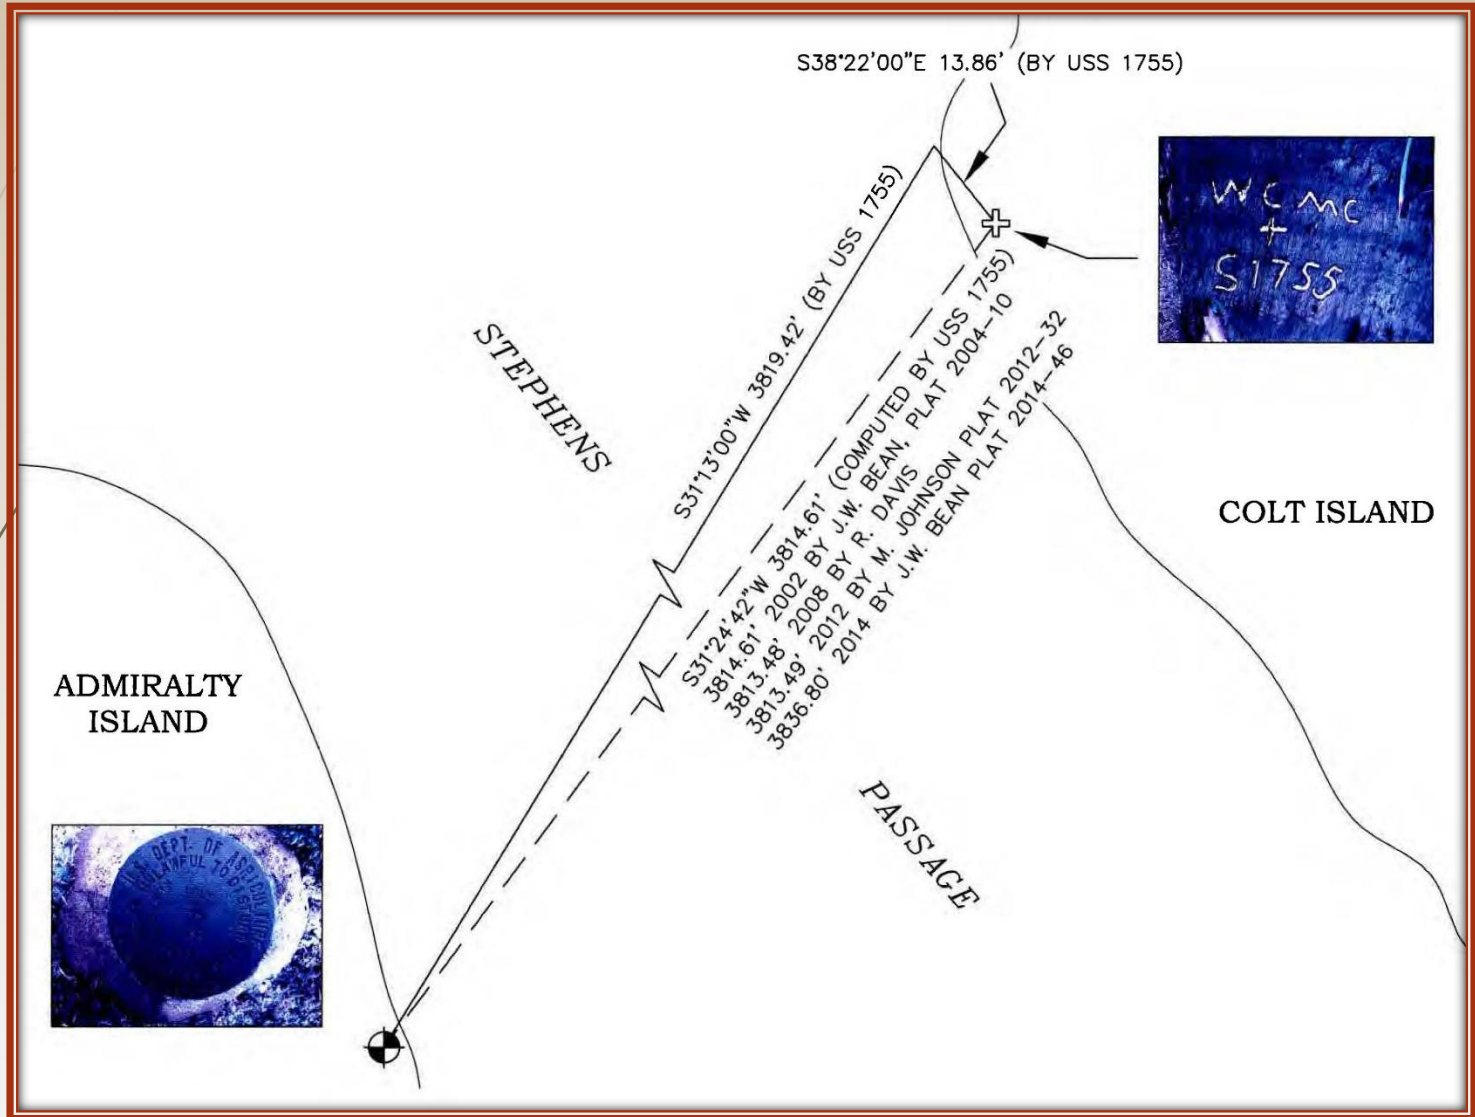 S38°22'00"E 13.86' (BY USS 1755)
WCMC
+
S1755
S31°13'00"W 3819.42' (BY USS 1755)
STEPHENS
S31°24'42"W 3814.61' (COMPUTED BY USS 1755)
3814.61' 2002 BY J.W. BEAN, PLAT 2004-10
3813.48' 2008 BY R. DAVIS
3813.49' 2012 BY M. JOHNSON PLAT 2012-32
3836.80' 2014 BY J.W. BEAN PLAT 2014-46
COLT ISLAND
ADMIRALTY
ISLAND
PASSAGE
U.S. DEPT. OF AGRICULTURE
UNLAWFUL TO DISTURB